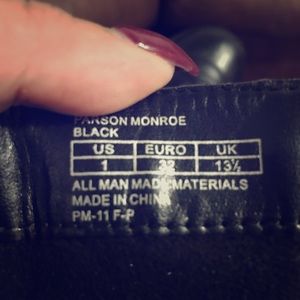 PARSON MONROE
BLACK
US EURO UK
1 32 13½
ALL MAN MADE MATERIALS
MADE IN CHINA
PM-11 F-P